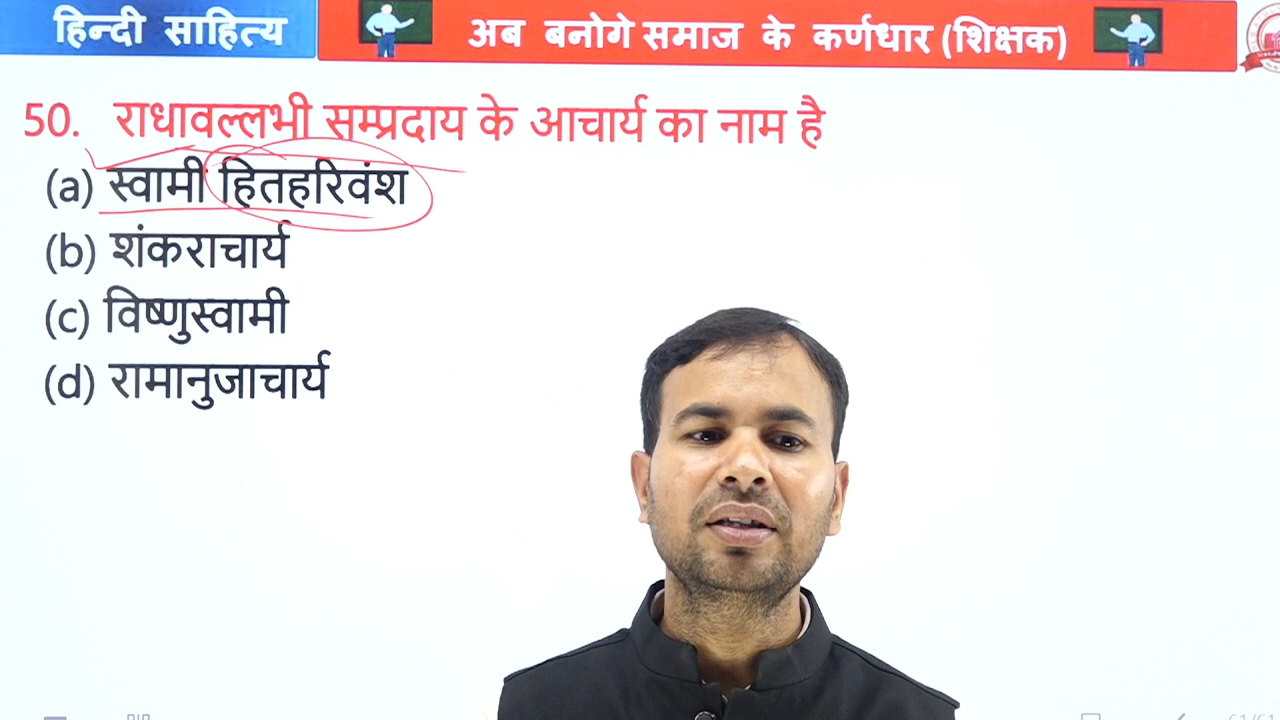 हिन्दी साहित्य
अब बनोगे समाज के कर्णधार (शिक्षक)
50. राधावल्लभी सम्प्रदाय के आचार्य का नाम है
(a) स्वामी हितहरिवंश
(b) शंकराचार्य
(c) विष्णुस्वामी
(d) रामानुजाचार्य